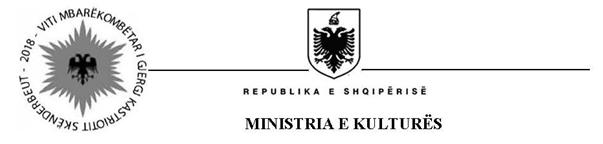 2018 - VITI MBARËKOMBËTAR I GJERGJ KASTRIOTIT SKËNDERBEUT -
REPUBLIKA E SHQIPËRISË
MINISTRIA E KULTURËS